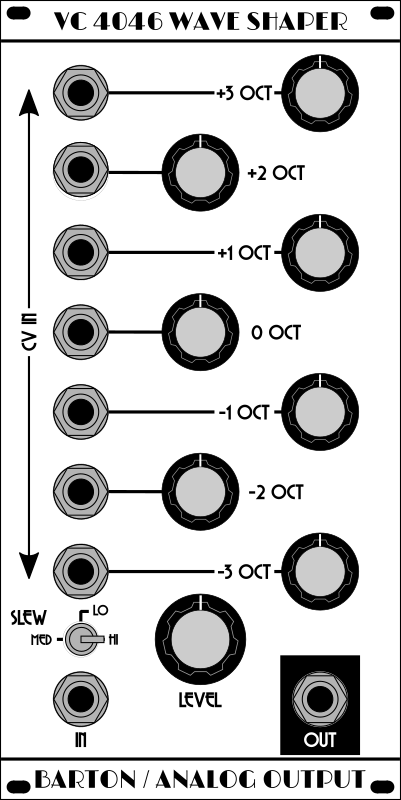 VC 4046 WAVE SHAPER
+3 OCT
+2 OCT
+1 OCT
0 OCT
CV IN
-1 OCT
-2 OCT
-3 OCT
SLEW
LO
MED
HI
LEVEL
IN
OUT
BARTON / ANALOG OUTPUT